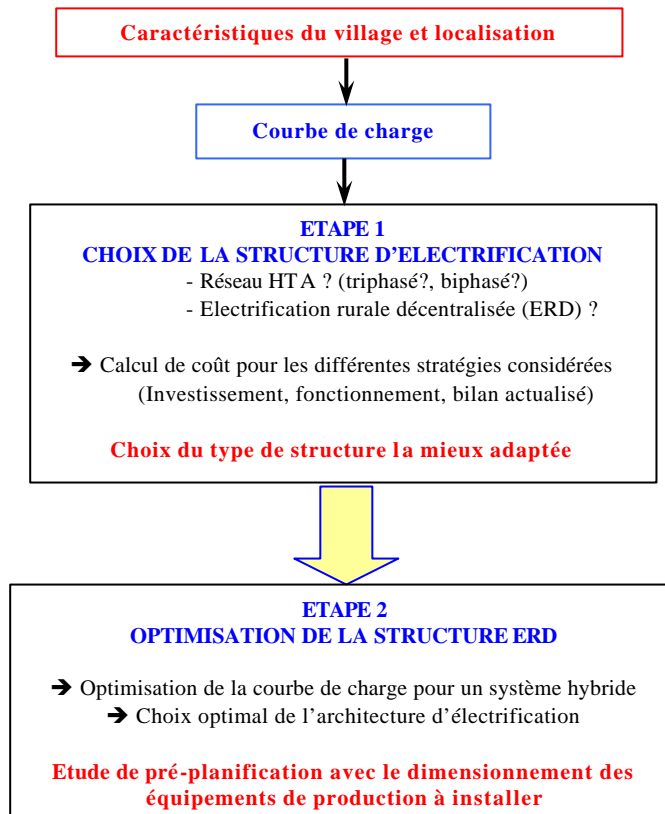 Caractéristiques du village et localisation
Courbe de charge
ETAPE 1
CHOIX DE LA STRUCTURE D'ELECTRIFICATION
- Réseau HTA ? (triphasé?, biphasé?)
- Electrification rurale décentralisée (ERD) ?
➔ Calcul de coût pour les différentes stratégies considérées
(Investissement, fonctionnement, bilan actualisé)
Choix du type de structure la mieux adaptée
ETAPE 2
OPTIMISATION DE LA STRUCTURE ERD
➔ Optimisation de la courbe de charge pour un système hybride
➔ Choix optimal de l'architecture d'électrification
Etude de pré-planification avec le dimensionnement des
équipements de production à installer